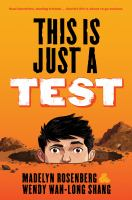 THIS IS
JUST A
TEST
MADELYN ROSENBERG
&
WENDY WAN-LONG SHANG